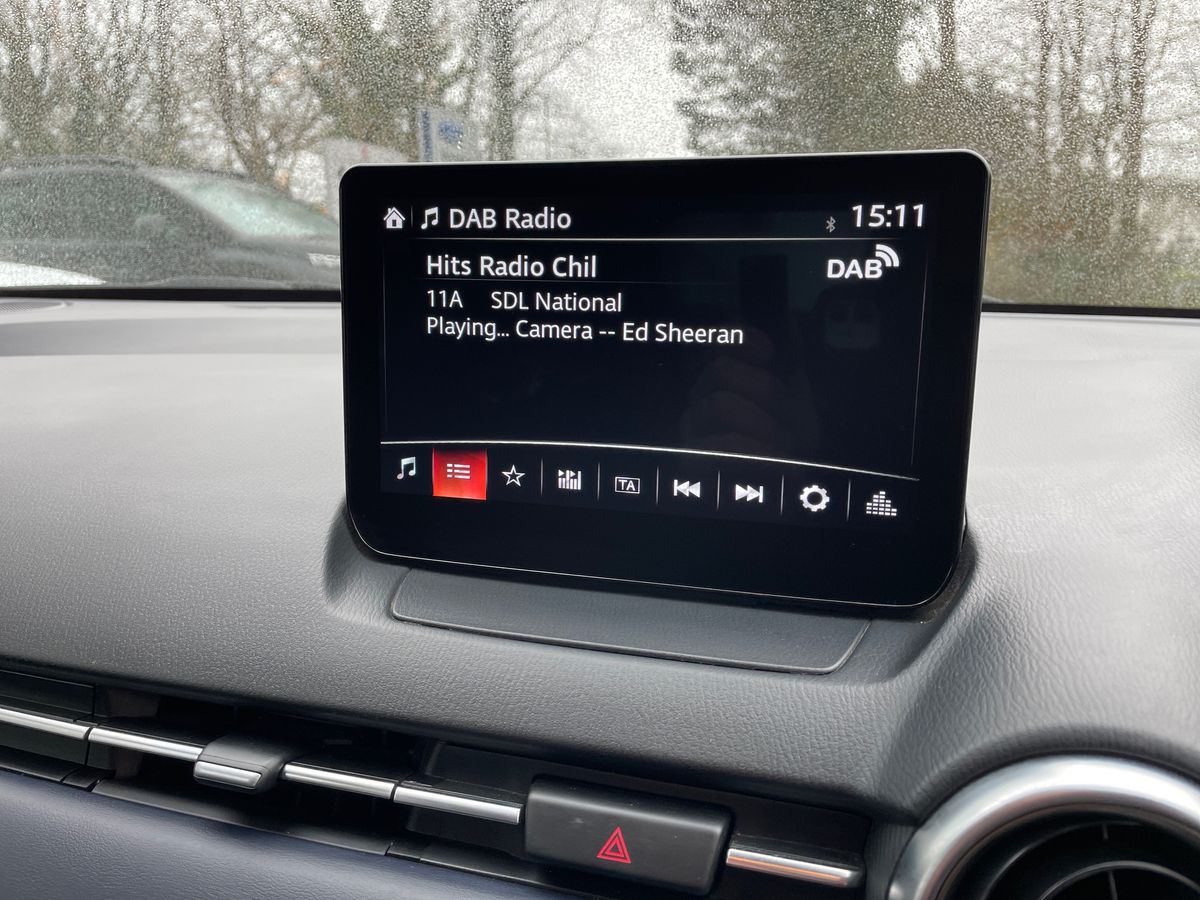 DAB Radio
15:11
Hits Radio Chil
DAB
11A SDL National
Playing... Camera -- Ed Sheeran
TA